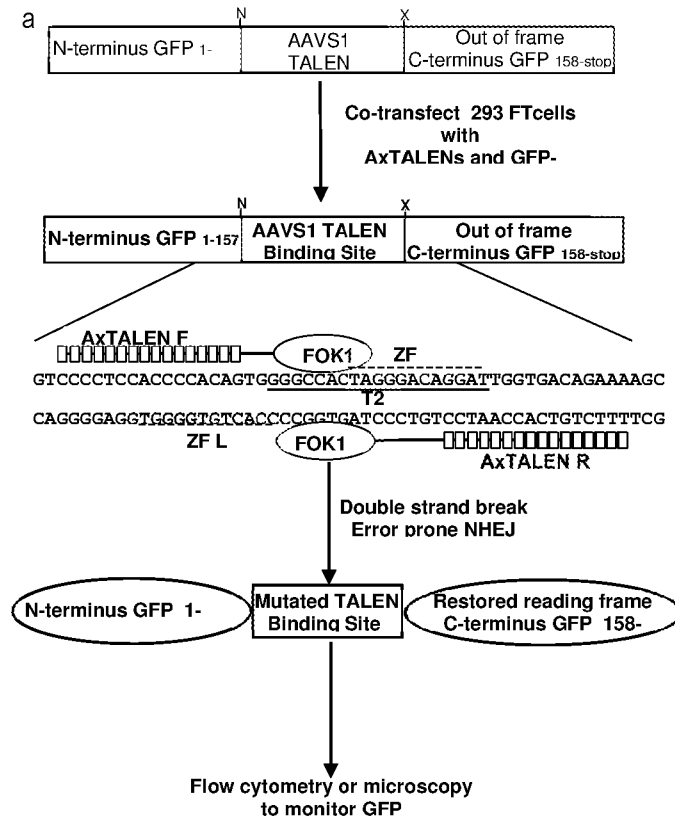 a
N X
N-terminus GFP 1-
AAVS1
TALEN
Out of frame
C-terminus GFP 158-stop
Co-transfect 293 FTcells
with
AxTALENs and GFP-
N X
N-terminus GFP 1-157
AAVS1 TALEN
Binding Site
Out of frame
C-terminus GFP 158-stop
AxTALEN F
FOK1
ZF
GTCCCCTCCACCCCACAGTGGGGCCACTAGGGACAGGATTGGTGACAGAAAAGC
T2
CAGGGGAGGTGGGGTGTCACCCCGGTGATCCCTGTCCTAACCACTGTCTTTTCG
ZF L
FOK1
AxTALEN R
Double strand break
Error prone NHEJ
N-terminus GFP 1-
Mutated TALEN
Binding Site
Restored reading frame
C-terminus GFP 158-
Flow cytometry or microscopy
to monitor GFP